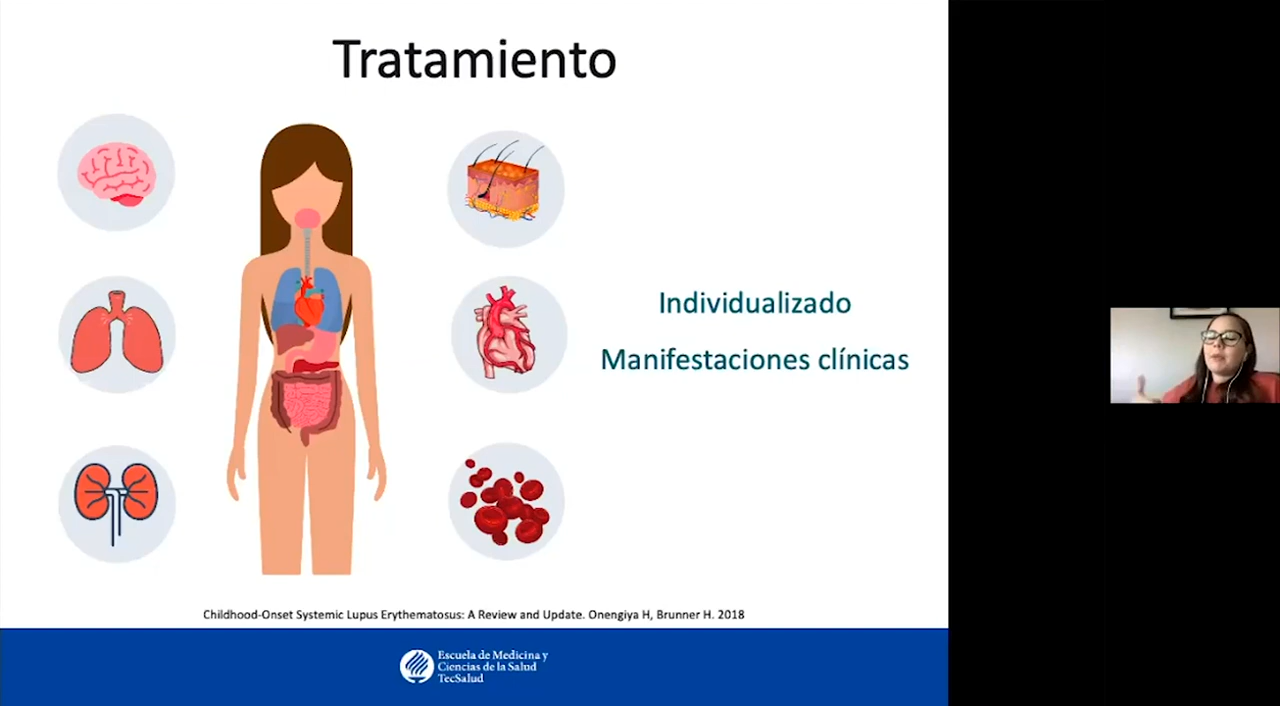 Tratamiento
Individualizado
Manifestaciones clínicas
Childhood-Onset Systemic Lupus Erythematosus: A Review and Update. Onengiya H, Brunner H. 2018
Escuela de Medicina y
Ciencias de la Salud
TecSalud